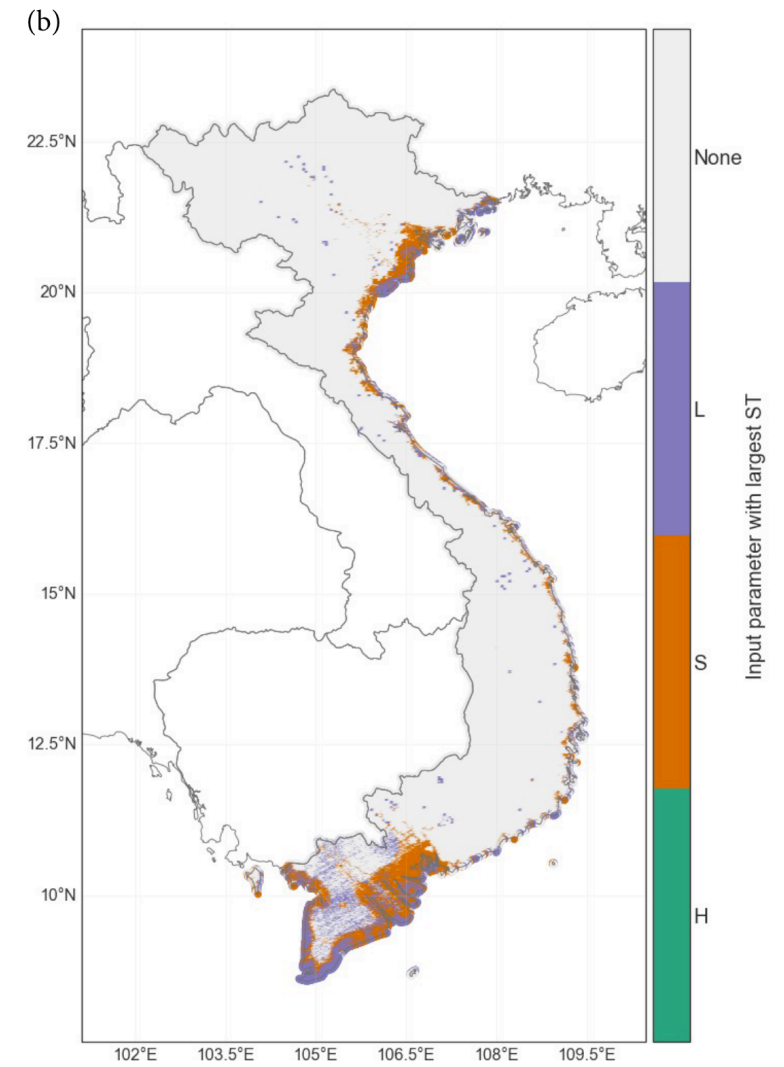 (b)
22.5°N
20°N
17.5°N
15°N
12.5°N
10°N
102°E 103.5°E 105°E 106.5°E 108°E 109.5°E
None
L
S
H
Input parameter with largest ST